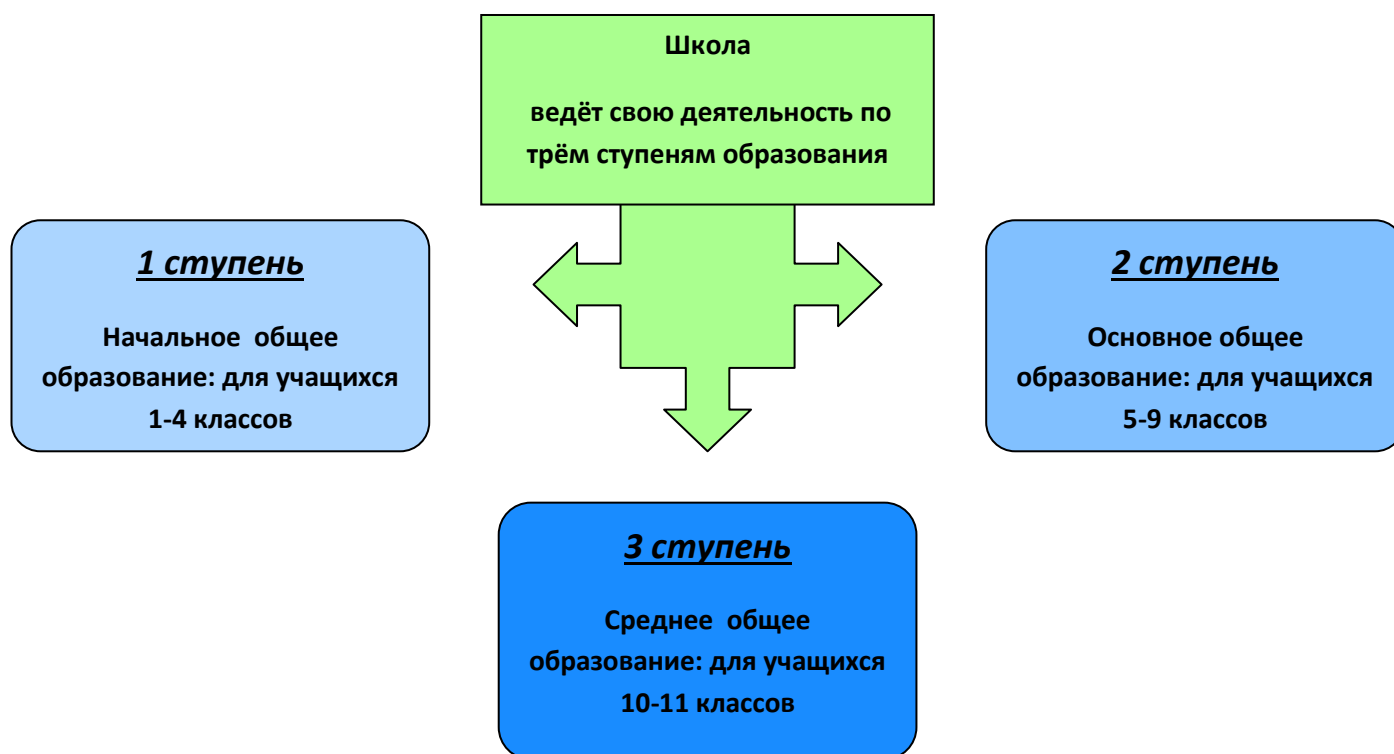 Школа
ведёт свою деятельность по
трём ступеням образования
1 ступень
Начальное общее
образование: для учащихся
1-4 классов
2 ступень
Основное общее
образование: для учащихся
5-9 классов
3 ступень
Среднее общее
образование: для учащихся
10-11 классов